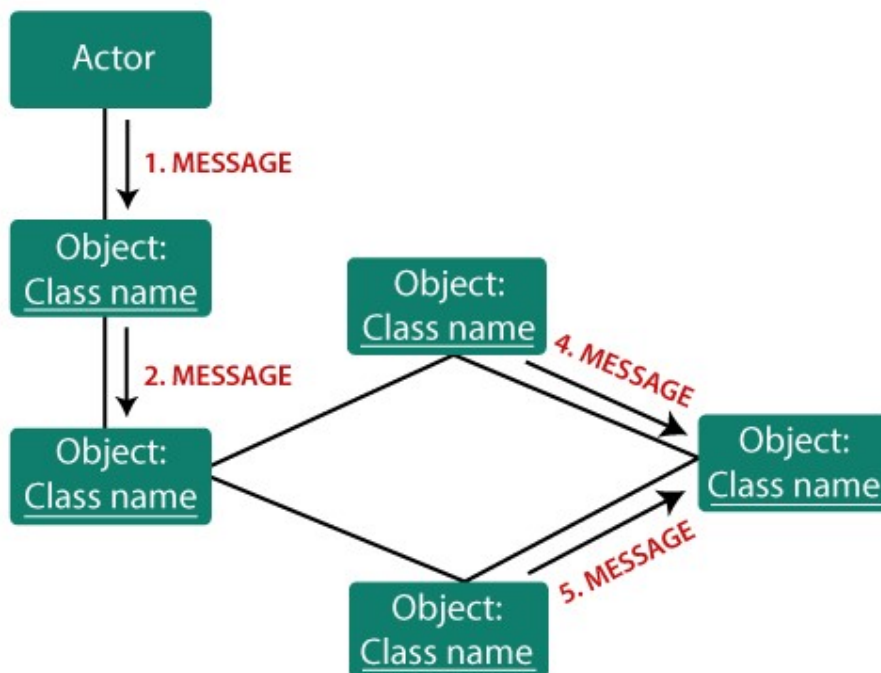 Actor
1. MESSAGE
Object:
Class name
2. MESSAGE
Object:
Class name
Object:
Class name
4. MESSAGE
Object:
Class name
5. MESSAGE
Object:
Class name